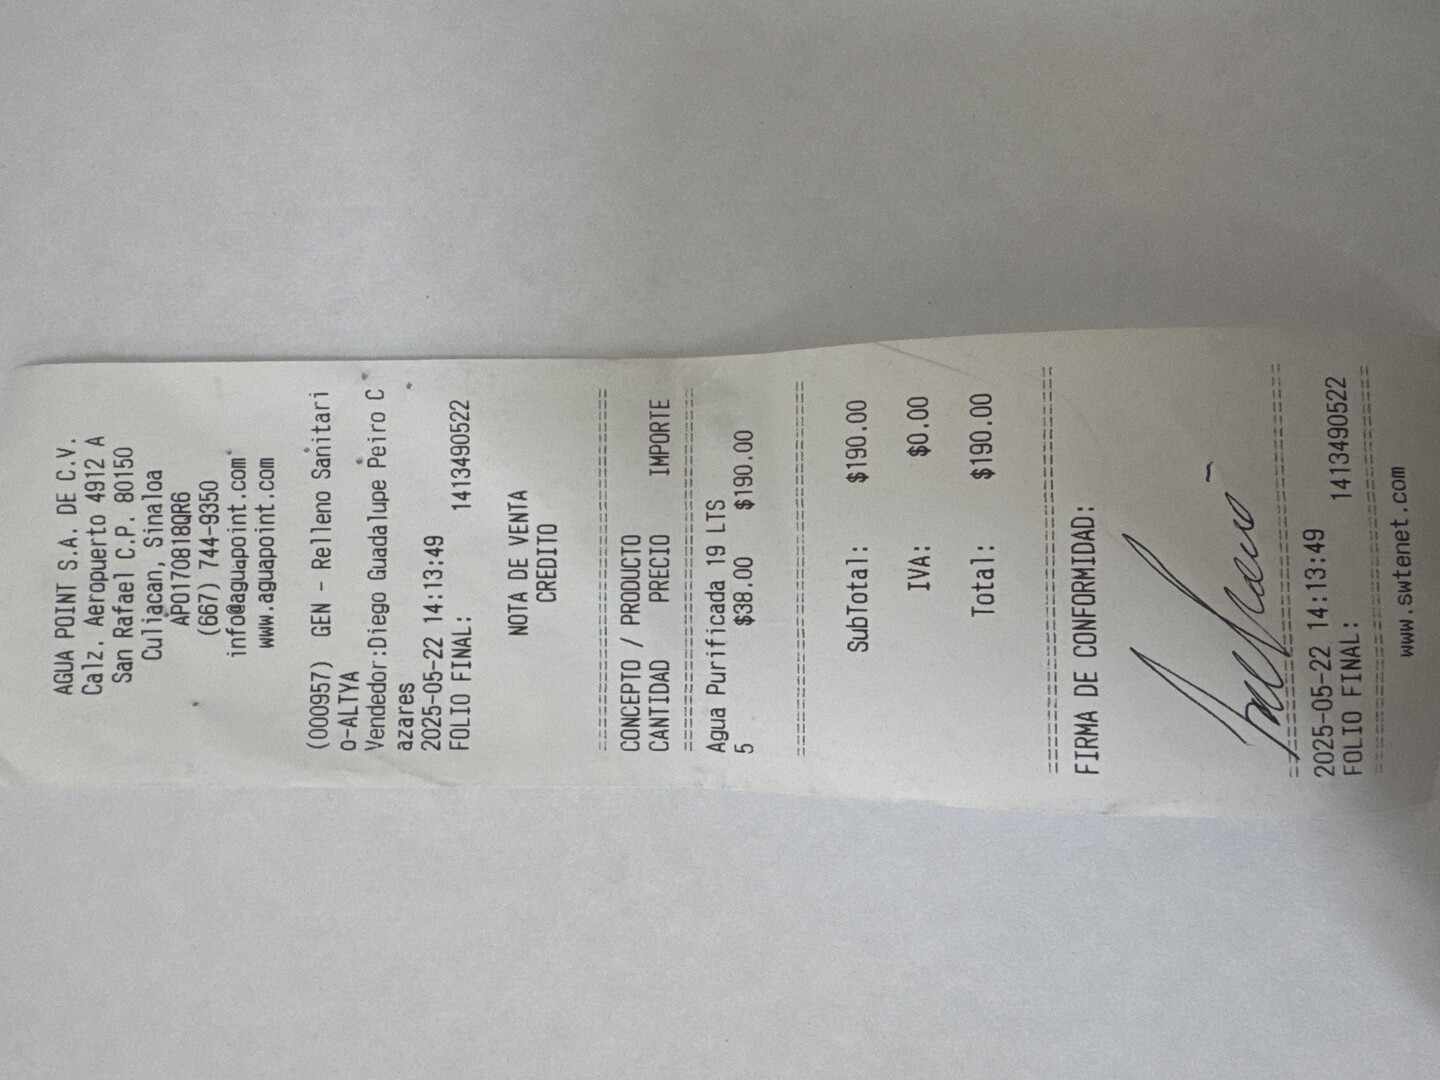 AGUA POINT S.A. DE C.V.
Calz. Aeropuerto 4912 A
San Rafael C.P. 80150
Culiacan, Sinaloa
APO170818QR6
(667) 744-9350
info@aguapoint.com
www.aguapoint.com
(000957) GEN - Relleno Sanitari
o-ALTYA
Vendedor:Diego Guadalupe Peiro C
azares
2025-05-22 14:13:49
FOLIO FINAL: 1413490522
NOTA DE VENTA
CREDITO
CONCEPTO / PRODUCTO
CANTIDAD PRECIO IMPORTE
Agua Purificada 19 LTS
5 $38.00 $190.00
SubTotal: $190.00
IVA: $0.00
Total: $190.00
FIRMA DE CONFORMIDAD:
2025-05-22 14:13:49
FOLIO FINAL: 1413490522
www.swtenet.com